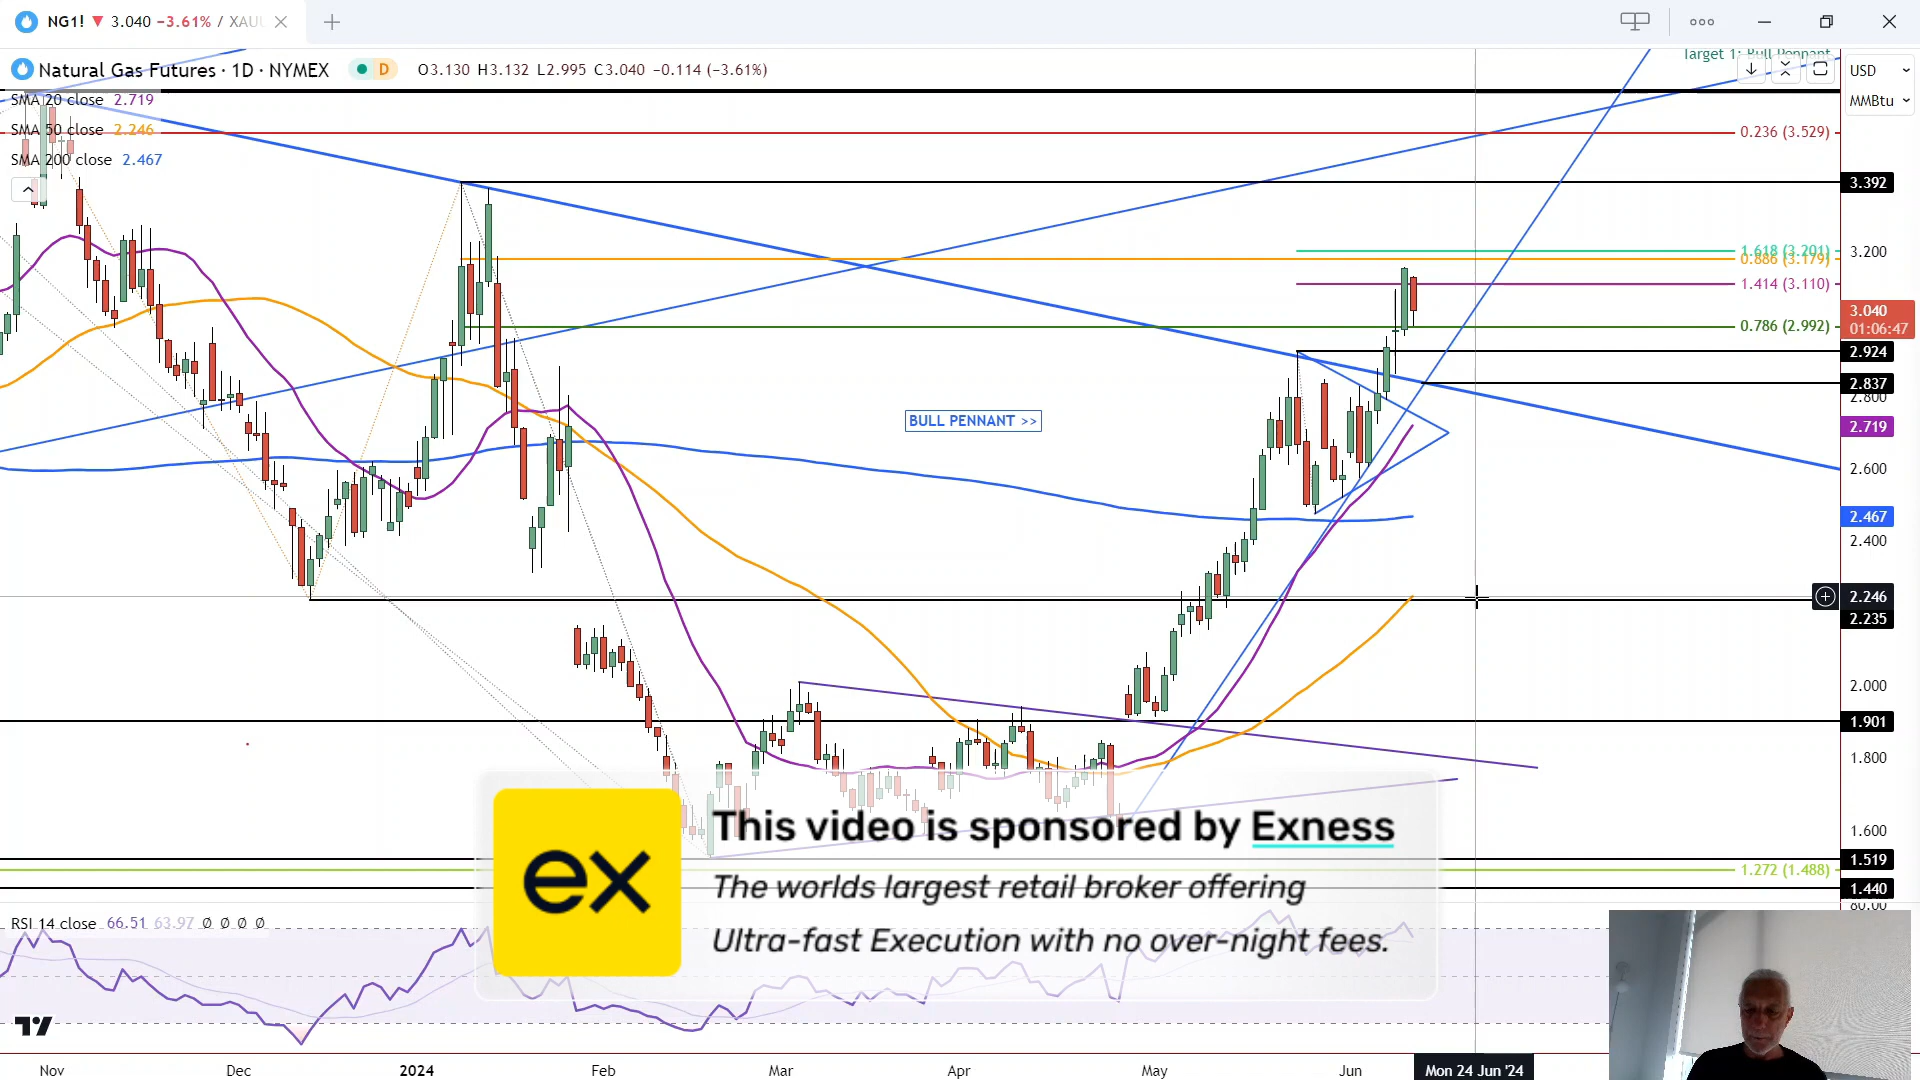 NG1! ▼ 3.040 −3.61% / XAU
Natural Gas Futures · 1D · NYMEX D O3.130 H3.132 L2.995 C3.040 −0.114 (−3.61%)
Target 1: Bull Pennant
USD
MMBtu
SMA 20 close 2.719
SMA 50 close 2.246
SMA 200 close 2.467
0.236 (3.529)
3.392
1.618 (3.201)
3.200
0.886 (3.179)
1.414 (3.110)
3.040
01:06:47
0.786 (2.992)
2.924
2.837
2.800
BULL PENNANT >>
2.719
2.600
2.467
2.400
2.246
2.235
2.000
1.901
1.800
1.600
1.519
1.272 (1.488)
1.440
80.00
ex
This video is sponsored by Exness
The worlds largest retail broker offering
Ultra-fast Execution with no over-night fees.
RSI 14 close 66.51 63.97 Ø Ø Ø Ø
Nov Dec 2024 Feb Mar Apr May Jun Mon 24 Jun '24